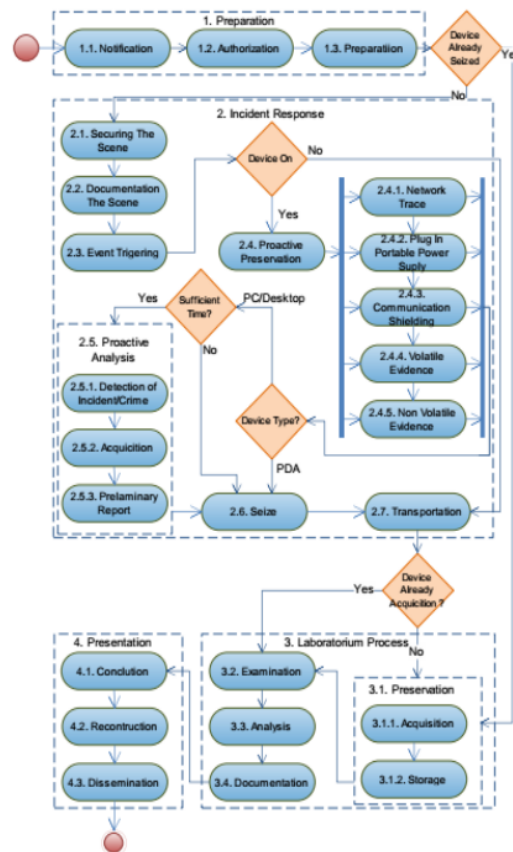 1. Preparation
1.1. Notification
1.2. Authorization
1.3. Preparatiion
Device
Already
Seized
Yes
No
2. Incident Response
2.1. Securing The
Scene
2.2. Documentation
The Scene
2.3. Event Trigering
Device On
No
Yes
2.4. Proactive
Preservation
2.4.1. Network
Trace
2.4.2. Plug In
Portable Power
Suply
2.4.3.
Communication
Shielding
2.4.4. Volatile
Evidence
2.4.5. Non Volatile
Evidence
Sufficient
Time?
PC/Desktop
Yes
No
2.5. Proactive
Analysis
2.5.1. Detection of
Incident/Crime
2.5.2. Acquicition
2.5.3. Prelaminary
Report
Device Type?
PDA
2.6. Seize
2.7. Transportation
Device
Already
Acquicition ?
Yes
No
3. Laboratorium Process
3.1. Preservation
3.1.1. Acquisition
3.1.2. Storage
3.2. Examination
3.3. Analysis
3.4. Documentation
4. Presentation
4.1. Conclution
4.2. Recontruction
4.3. Dissemination